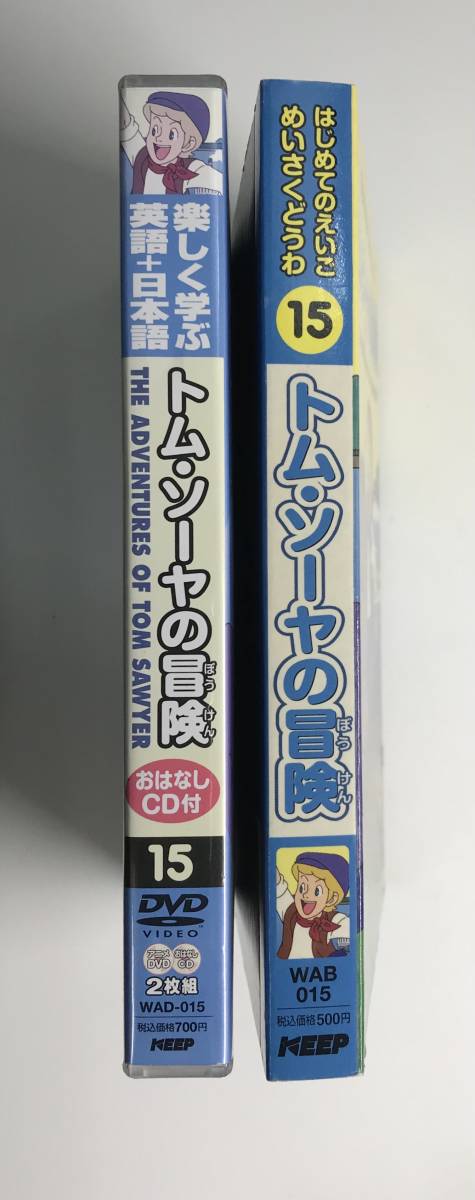 楽しく学ぶ
英語+日本語
トム・ソーヤの冒険
ぼうけん
THE ADVENTURES OF TOM SAWYER
おはなし
CD付
15
DVD
VIDEO™
アニメ
DVD
おはなし
CD
2枚組
WAD-015
税込価格700円
KEEP
はじめてのえいご
めいさくどうわ
15
トム・ソーヤの冒険
ぼうけん
WAB
015
税込価格500円
KEEP